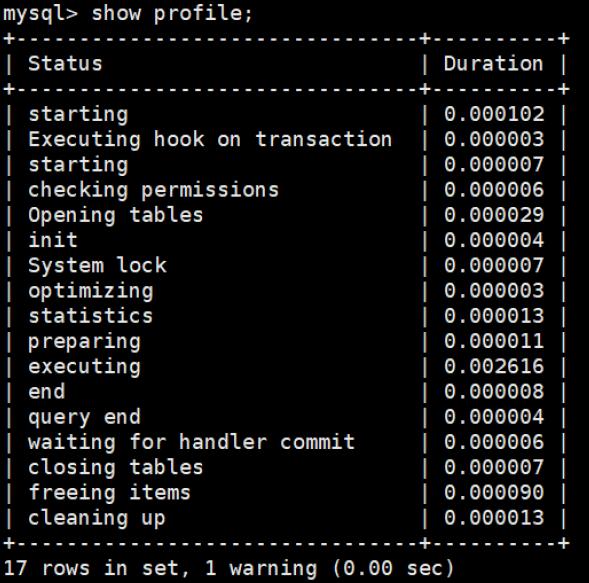 mysql> show profile;
+--------------------------------+----------+
| Status                         | Duration |
+--------------------------------+----------+
| starting                       | 0.000102 |
| Executing hook on transaction  | 0.000003 |
| starting                       | 0.000007 |
| checking permissions           | 0.000006 |
| Opening tables                 | 0.000029 |
| init                           | 0.000004 |
| System lock                    | 0.000007 |
| optimizing                     | 0.000003 |
| statistics                     | 0.000013 |
| preparing                      | 0.000011 |
| executing                      | 0.002616 |
| end                            | 0.000008 |
| query end                      | 0.000004 |
| waiting for handler commit     | 0.000006 |
| closing tables                 | 0.000007 |
| freeing items                  | 0.000090 |
| cleaning up                    | 0.000013 |
+--------------------------------+----------+
17 rows in set, 1 warning (0.00 sec)